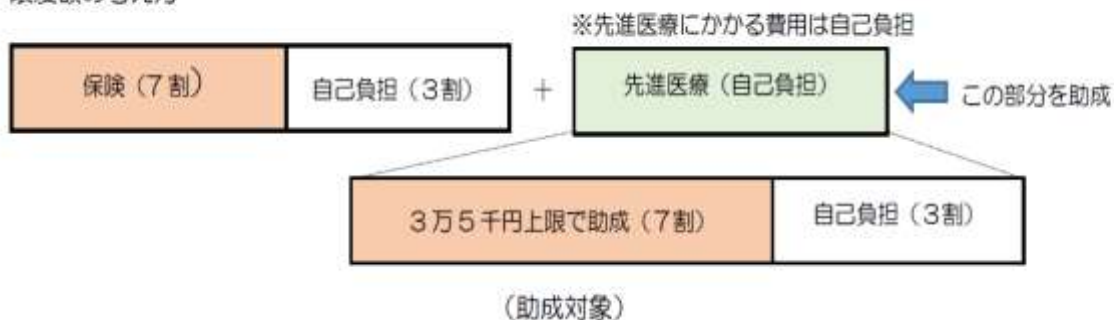 ※先進医療にかかる費用は自己負担
保険（７割）
自己負担（３割）
＋
先進医療（自己負担）
この部分を助成
３万５千円上限で助成（７割）
自己負担（３割）
（助成対象）